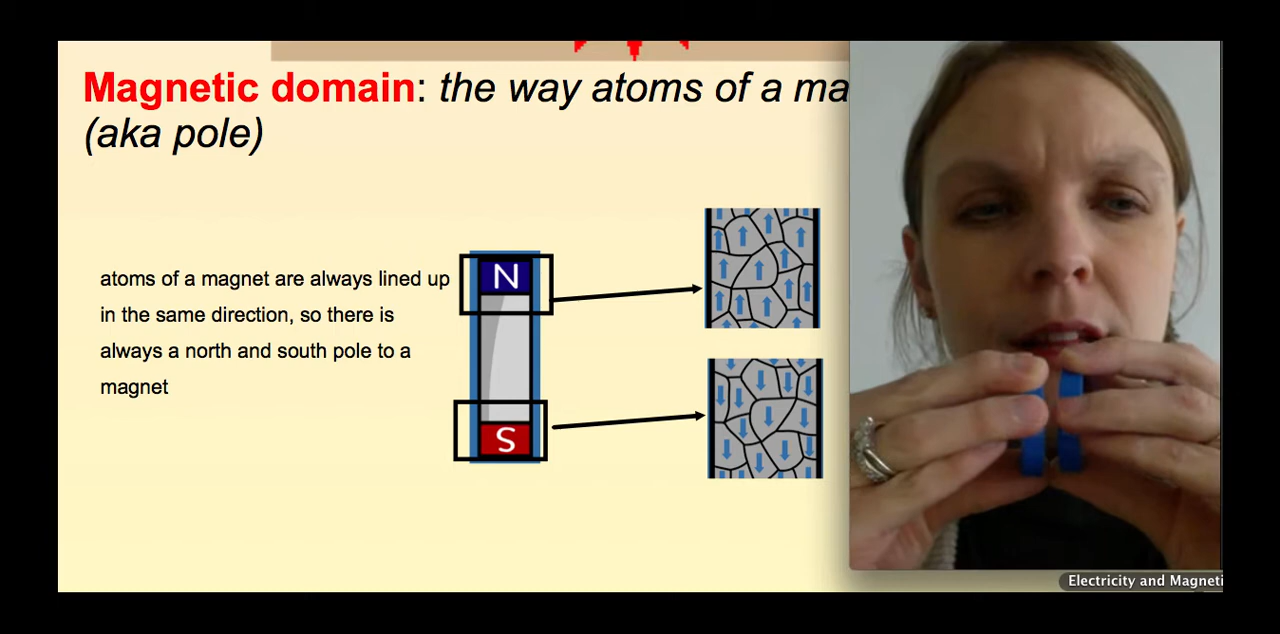 Magnetic domain: the way atoms of a ma
(aka pole)
atoms of a magnet are always lined up
in the same direction, so there is
always a north and south pole to a
magnet
N
S
Electricity and Magneti